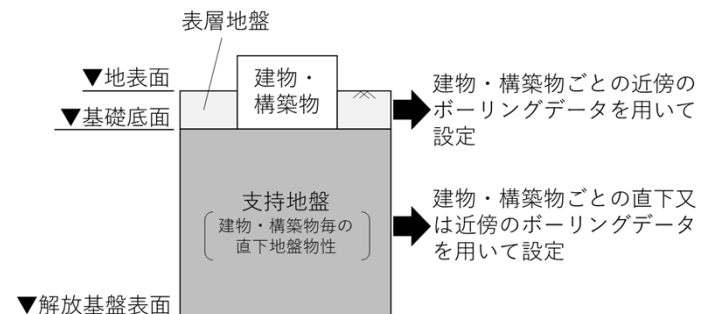 表層地盤
▼地表面
▼基礎底面
建物・
構築物
建物・構築物ごとの近傍の
ボーリングデータを用いて
設定
支持地盤
建物・構築物毎の
直下地盤物性
建物・構築物ごとの直下又
は近傍のボーリングデータ
を用いて設定
▼解放基盤表面